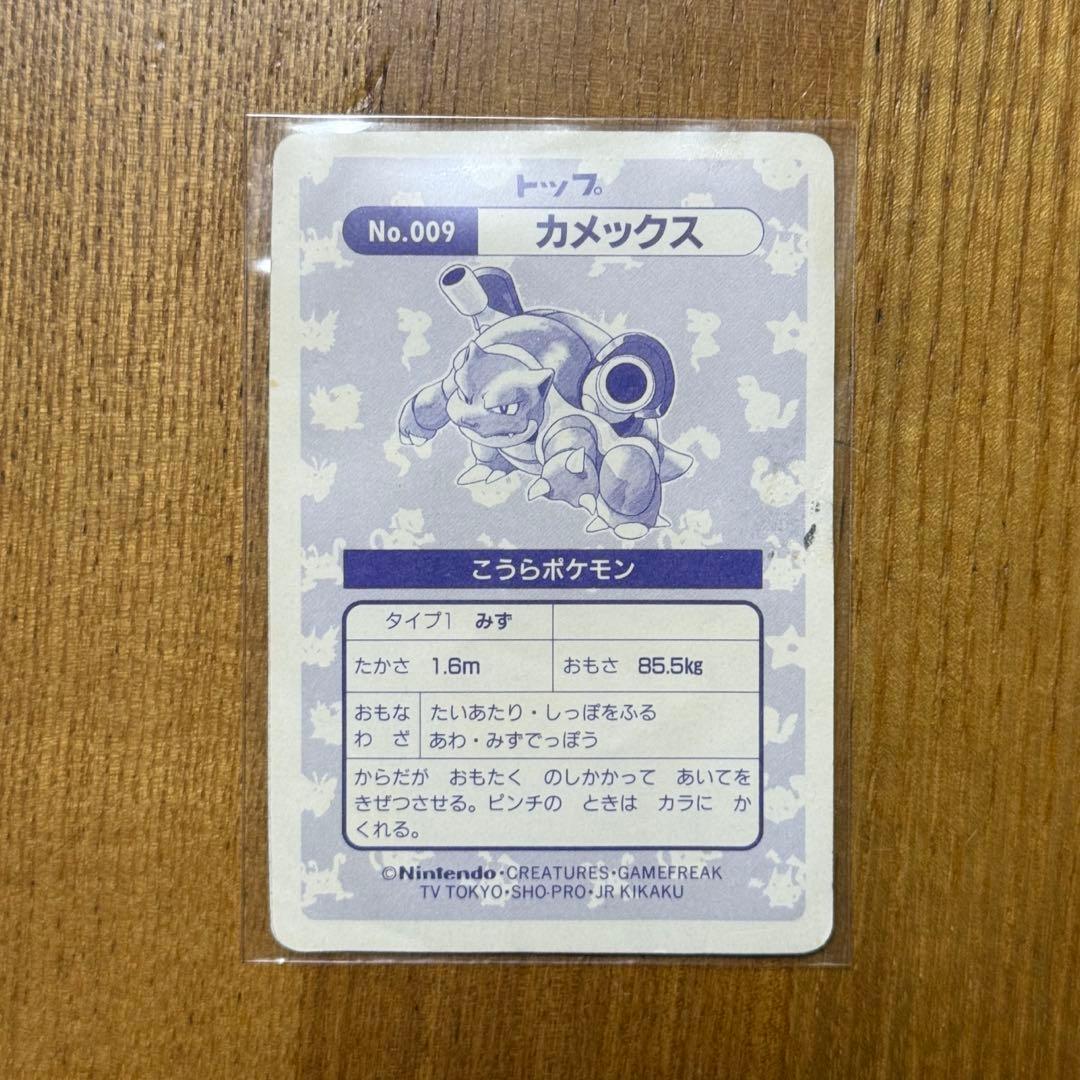 トップ
No.009 カメックス
こうらポケモン
タイプ1 みず
たかさ 1.6m おもさ 85.5kg
おもな たいあたり・しっぽをふる
わ ざ あわ・みずでっぽう
からだが おもたく のしかかって あいてを
きぜつさせる。ピンチの ときは カラに か
くれる。
©Nintendo・CREATURES・GAMEFREAK
TV TOKYO・SHO-PRO・JR KIKAKU